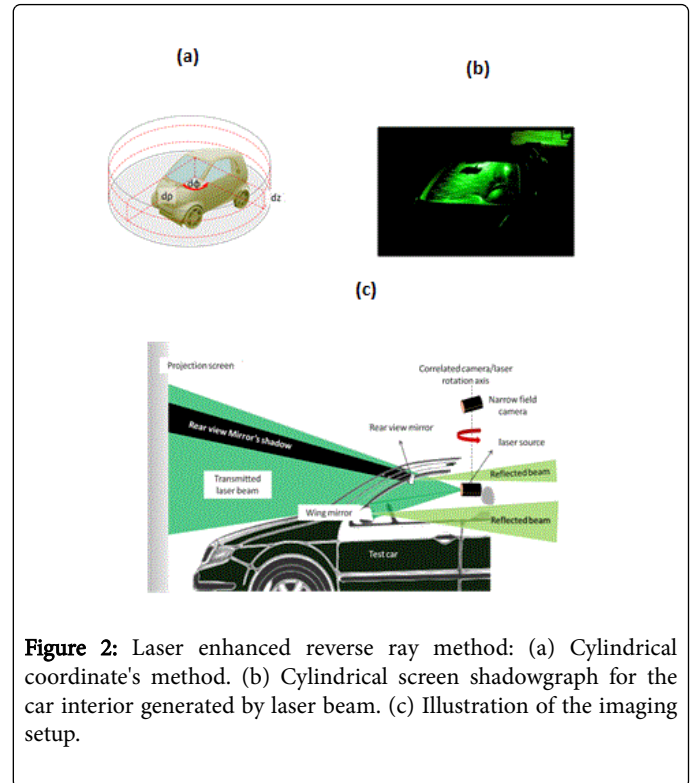 (a)
(b)
dφ
dρ
dz
(c)
Projection screen
Correlated camera/laser
rotation axis
Narrow field
camera
Rear view mirror
laser source
Rear view Mirror's shadow
Reflected beam
Transmitted
laser beam
Wing mirror
Reflected beam
Test car
Figure 2: Laser enhanced reverse ray method: (a) Cylindrical
coordinate's method. (b) Cylindrical screen shadowgraph for the
car interior generated by laser beam. (c) Illustration of the imaging
setup.